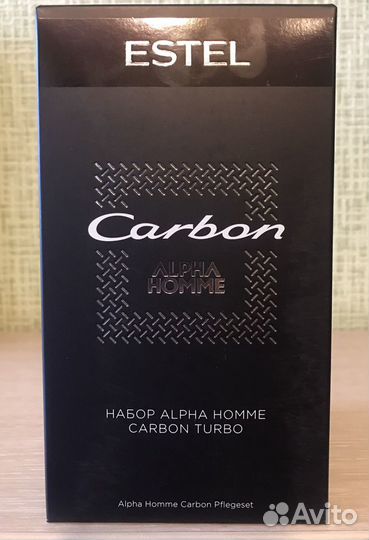 ESTEL
Carbon
ALPHA
HOMME
НАБОР ALPHA HOMME
CARBON TURBO
Alpha Homme Carbon Pflegeset
Avito